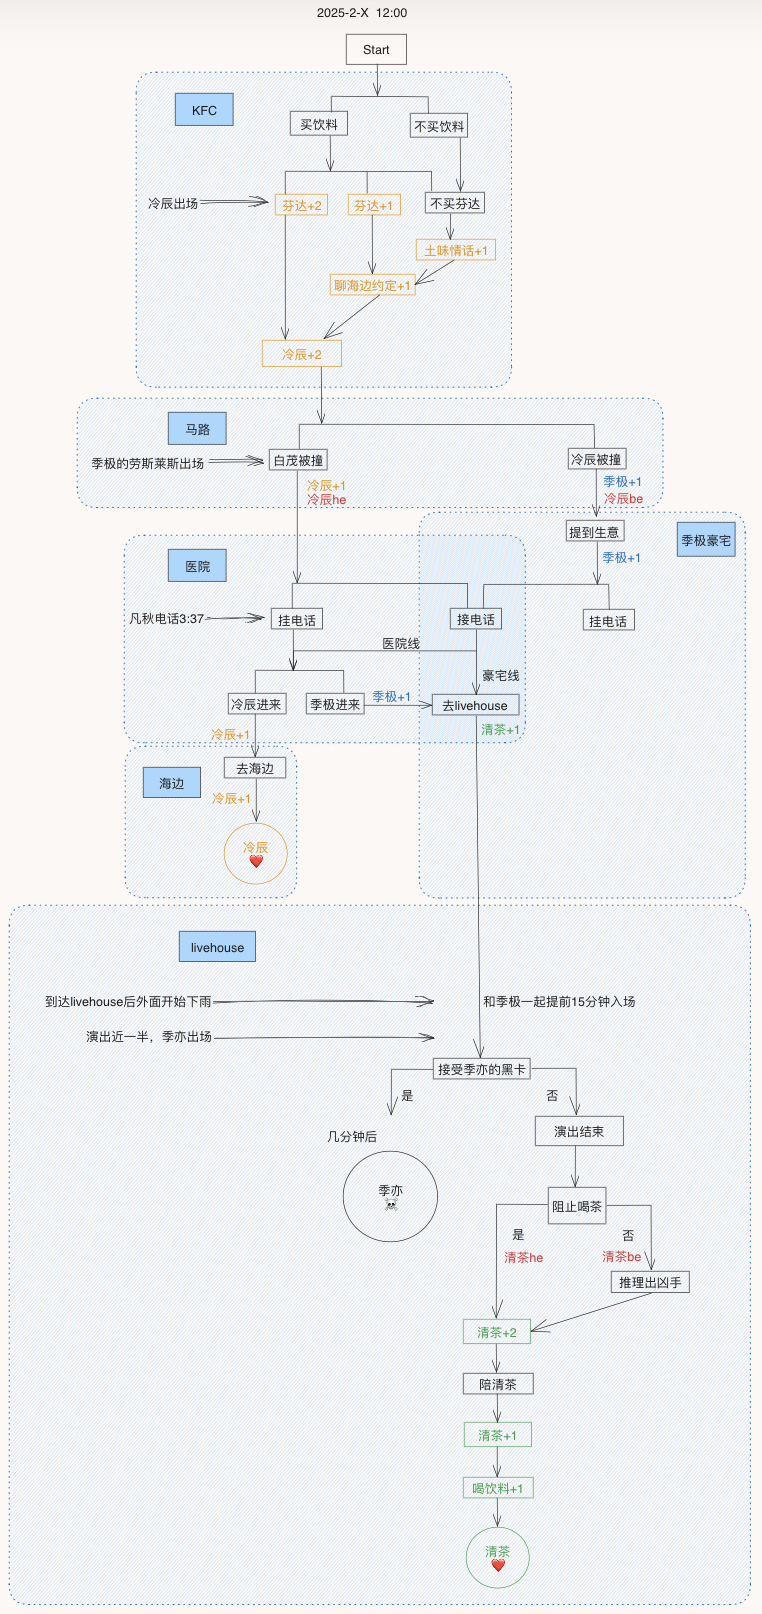 2025-2-X 12:00
Start
KFC
买饮料
不买饮料
冷辰出场
芬达+2
芬达+1
不买芬达
土味情话+1
聊海边约定+1
冷辰+2
马路
季极的劳斯莱斯出场
白茂被撞
冷辰被撞
冷辰+1
冷辰he
季极+1
冷辰be
提到生意
季极豪宅
季极+1
医院
凡秋电话3:37
挂电话
接电话
挂电话
医院线
豪宅线
冷辰进来
季极进来
季极+1
去livehouse
清茶+1
冷辰+1
去海边
海边
冷辰+1
冷辰
livehouse
到达livehouse后外面开始下雨
和季极一起提前15分钟入场
演出近一半，季亦出场
接受季亦的黑卡
是
否
几分钟后
演出结束
季亦
阻止喝茶
是
否
清茶he
清茶be
推理出凶手
清茶+2
陪清茶
清茶+1
喝饮料+1
清茶